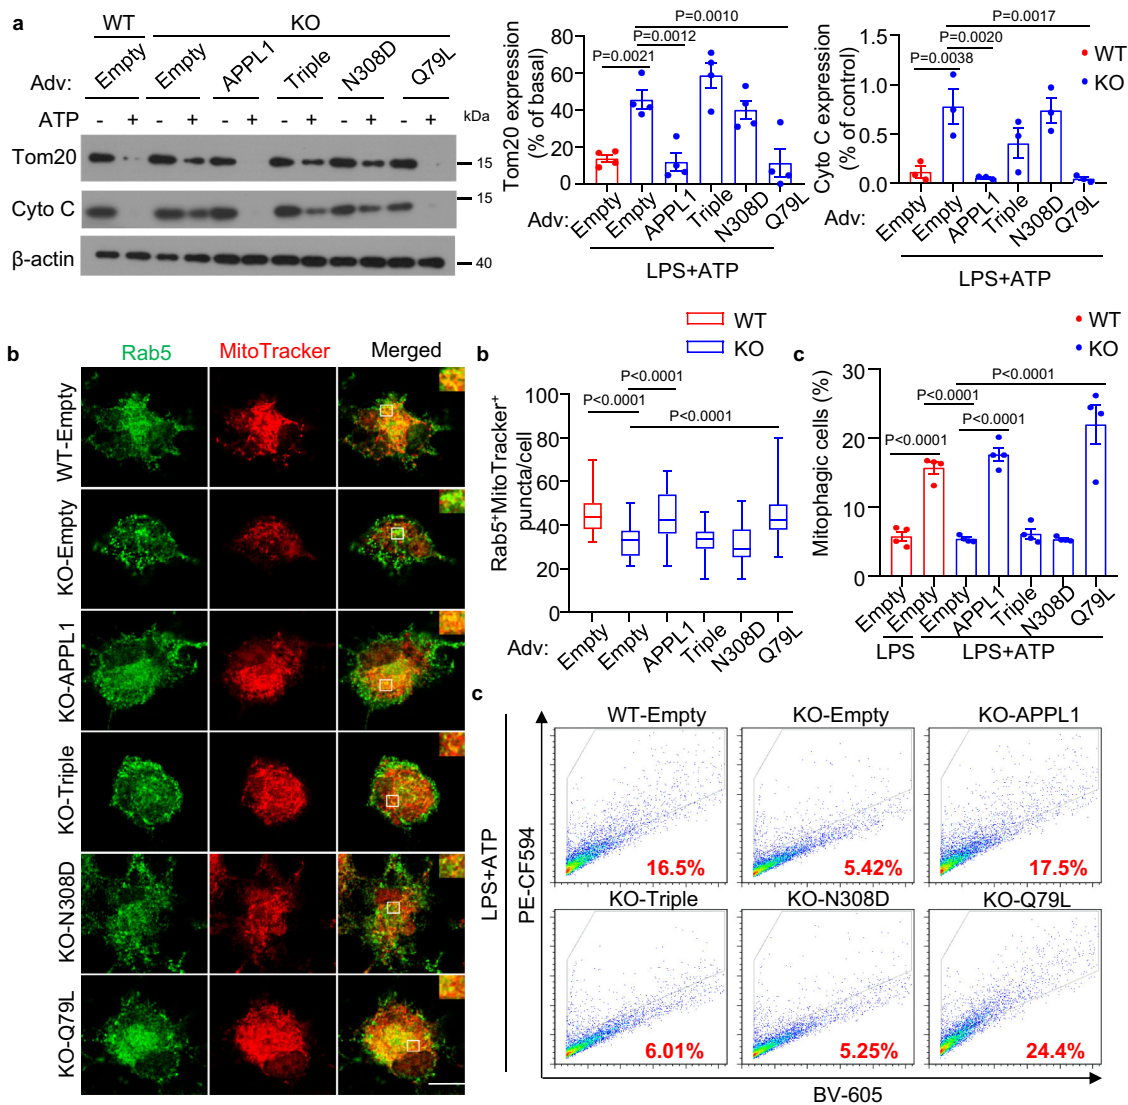 a
WT
KO
Adv:
Empty
Empty
APPL1
Triple
N308D
Q79L
ATP
- + - + - + - + - + - +
kDa
Tom20
15
Cyto C
15
β-actin
40
Tom20 expression
(% of basal)
80
60
40
20
0
P=0.0010
P=0.0012
P=0.0021
Adv:
Empty
Empty
APPL1
Triple
N308D
Q79L
LPS+ATP
Cyto C expression
(% of control)
1.5
1.0
0.5
0.0
P=0.0017
P=0.0020
P=0.0038
WT
KO
Adv:
Empty
Empty
APPL1
Triple
N308D
Q79L
LPS+ATP
b
Rab5
MitoTracker
Merged
WT-Empty
KO-Empty
KO-APPL1
KO-Triple
KO-N308D
KO-Q79L
b
WT
KO
Rab5⁺MitoTracker⁺
puncta/cell
100
80
60
40
20
0
P<0.0001
P<0.0001
P<0.0001
Adv:
Empty
Empty
APPL1
Triple
N308D
Q79L
c
WT
KO
Mitophagic cells (%)
30
20
10
0
P<0.0001
P<0.0001
P<0.0001
P<0.0001
Empty
Empty
Empty
APPL1
Triple
N308D
Q79L
LPS
LPS+ATP
c
LPS+ATP
PE-CF594
WT-Empty
KO-Empty
KO-APPL1
16.5%
5.42%
17.5%
KO-Triple
KO-N308D
KO-Q79L
6.01%
5.25%
24.4%
BV-605